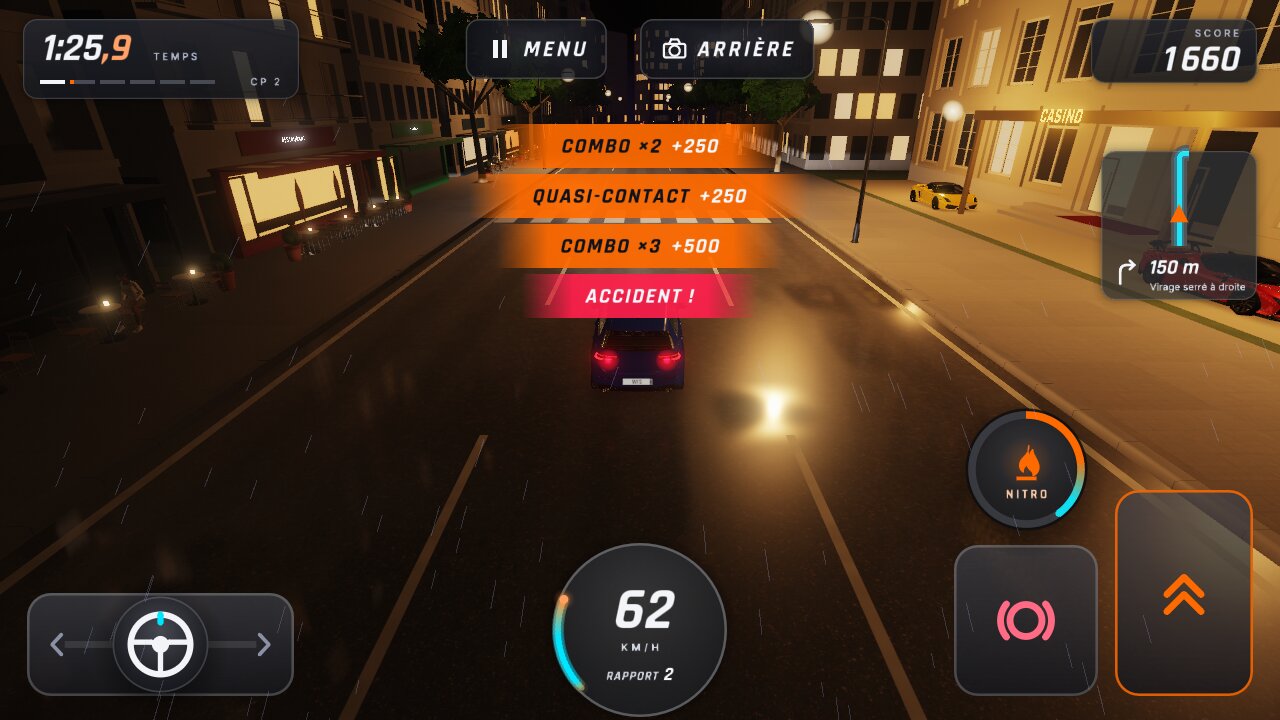 1:25,9 TEMPS
CP 2
MENU
ARRIÈRE
SCORE
1660
COMBO ×2 +250
QUASI-CONTACT +250
COMBO ×3 +500
ACCIDENT !
CASINO
150 m
Virage serré à droite
NITRO
62
KM/H
RAPPORT 2